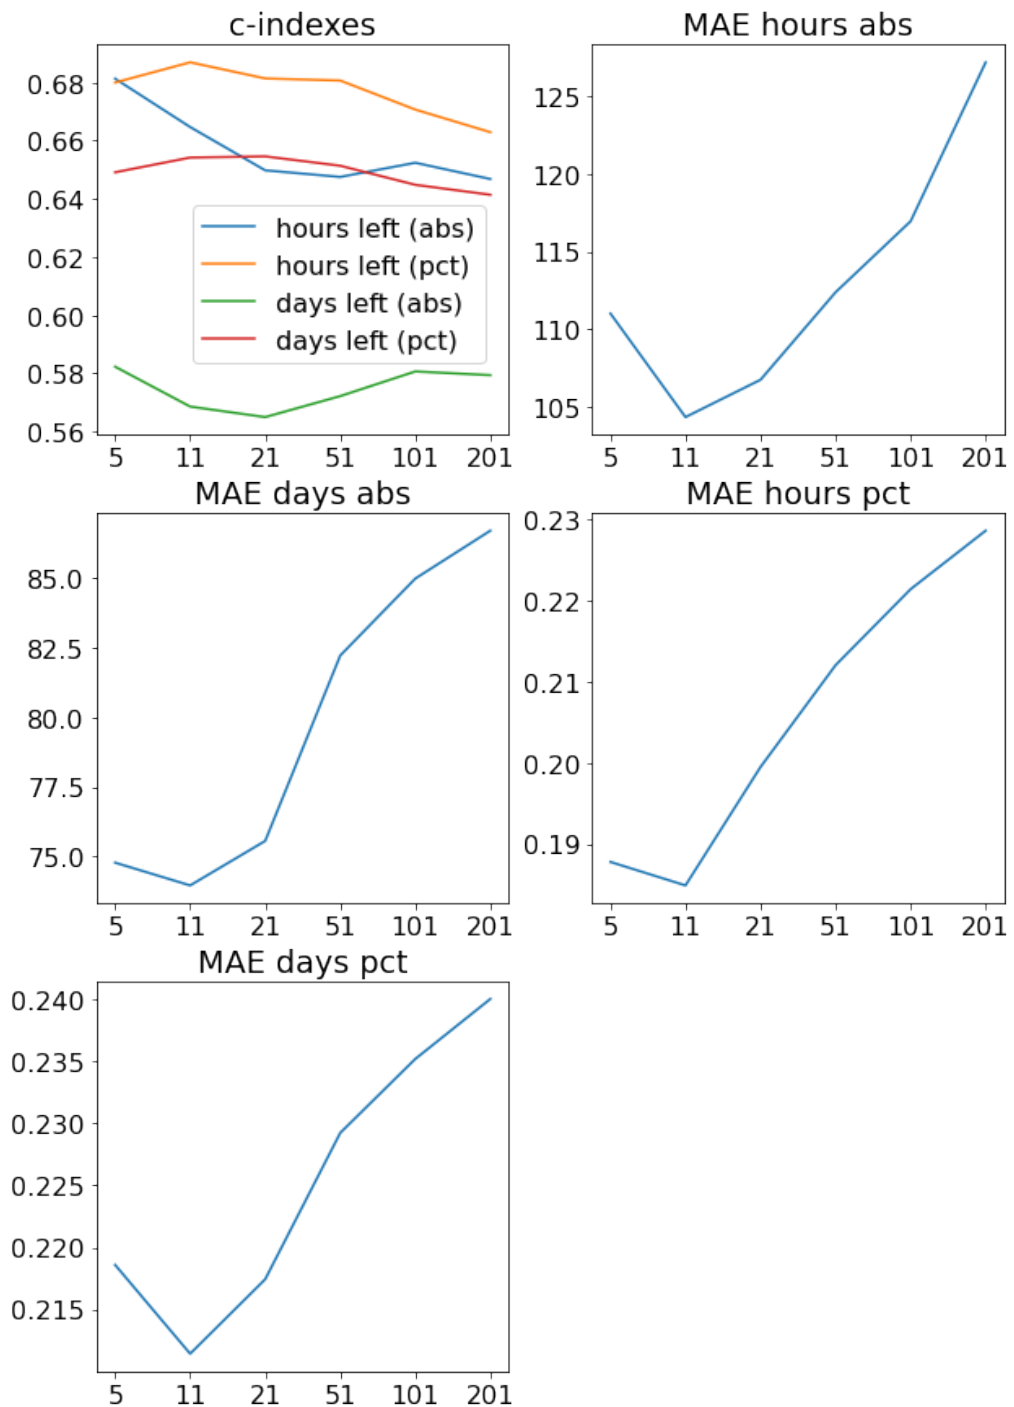 c-indexes
0.68
0.66
0.64
0.62
0.60
0.58
0.56
hours left (abs)
hours left (pct)
days left (abs)
days left (pct)
5 11 21 51 101 201
MAE hours abs
125
120
115
110
105
5 11 21 51 101 201
MAE days abs
85.0
82.5
80.0
77.5
75.0
5 11 21 51 101 201
MAE hours pct
0.23
0.22
0.21
0.20
0.19
5 11 21 51 101 201
MAE days pct
0.240
0.235
0.230
0.225
0.220
0.215
5 11 21 51 101 201